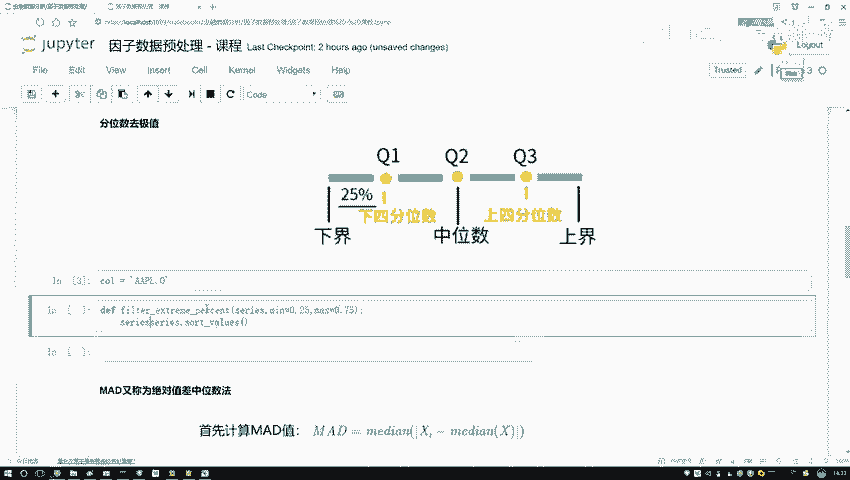 jupyter 因子数据预处理 - 课程 Last Checkpoint: 2 hours ago (unsaved changes)
Logout
File Edit View Insert Cell Kernel Widgets Help
Trusted
Code
分位数去极值
Q1 Q2 Q3
25%
下四分位数 上四分位数
下界 中位数 上界
In [3]: col = 'AAPL.O'
In [ ]: def filter_extreme_percent(series,min=0.25,max=0.75):
seriesseries.sort_values()
In [ ]:
MAD又称为绝对值差中位数法
首先计算MAD值: MAD = median(|Xᵢ − median(X)|)